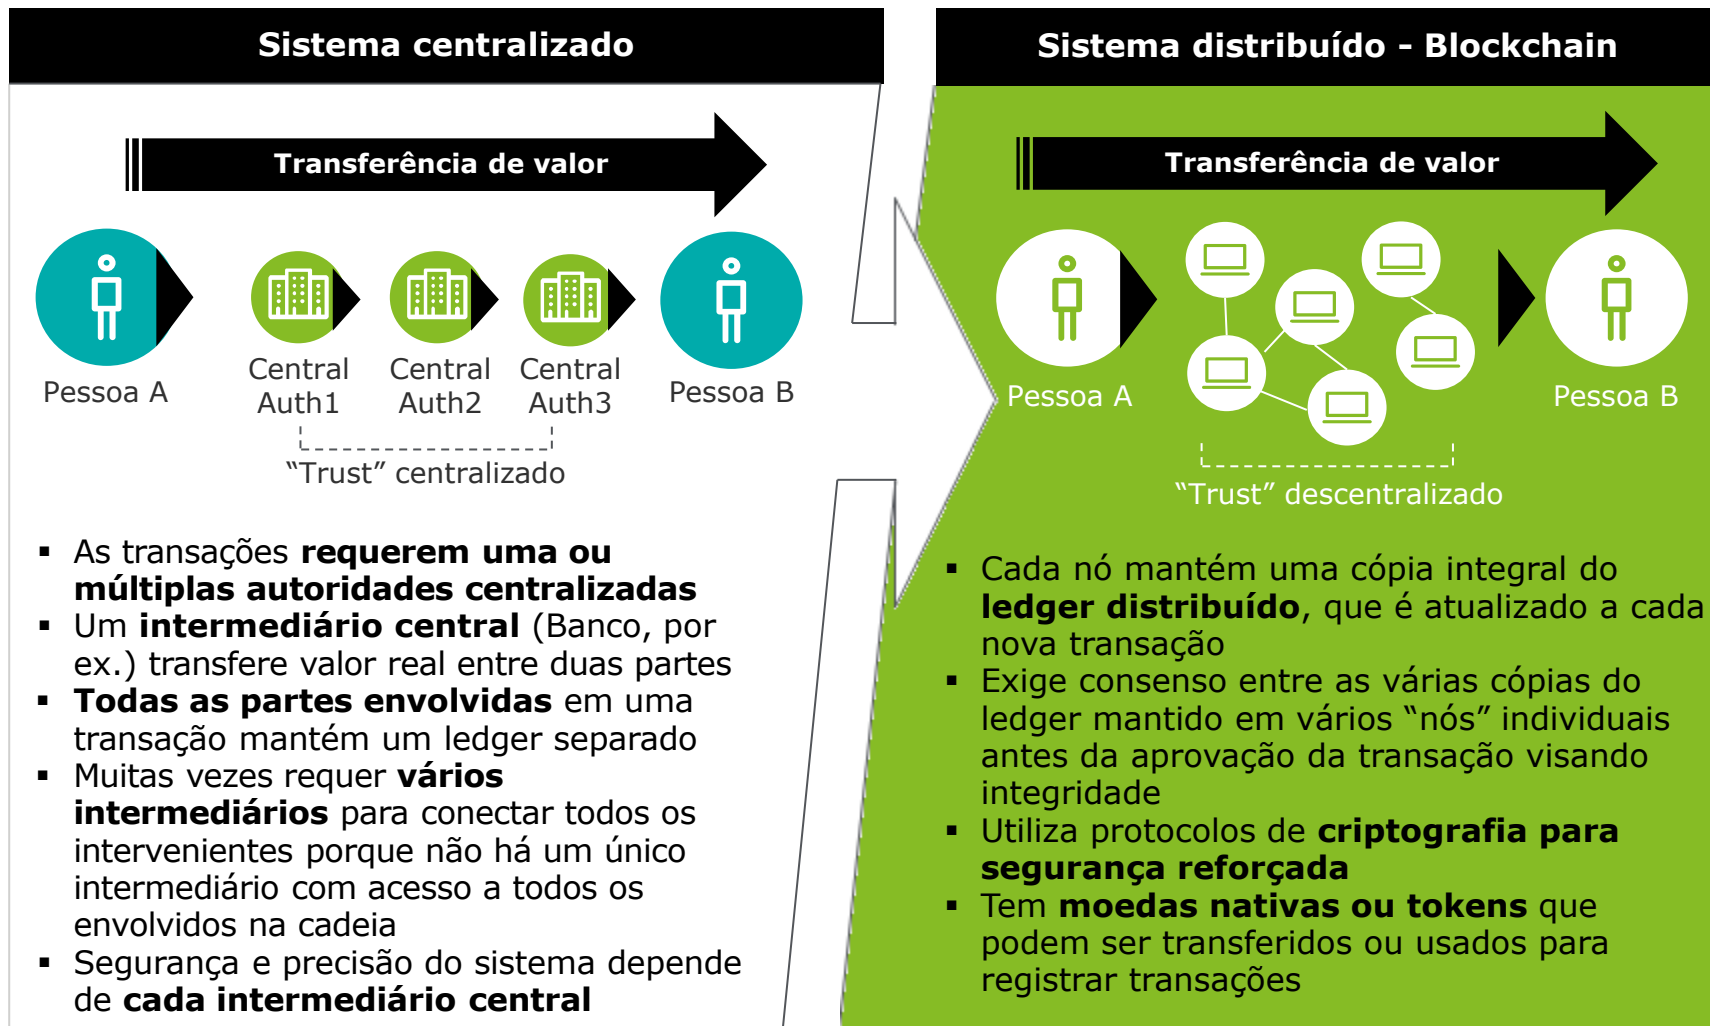 Sistema centralizado
Transferência de valor
Pessoa A
Central
Auth1
Central
Auth2
Central
Auth3
Pessoa B
“Trust” centralizado
▪ As transações requerem uma ou
múltiplas autoridades centralizadas
▪ Um intermediário central (Banco, por
ex.) transfere valor real entre duas partes
▪ Todas as partes envolvidas em uma
transação mantém um ledger separado
▪ Muitas vezes requer vários
intermediários para conectar todos os
intervenientes porque não há um único
intermediário com acesso a todos os
envolvidos na cadeia
▪ Segurança e precisão do sistema depende
de cada intermediário central
Sistema distribuído - Blockchain
Transferência de valor
Pessoa A
Pessoa B
“Trust” descentralizado
▪ Cada nó mantém uma cópia integral do
ledger distribuído, que é atualizado a cada
nova transação
▪ Exige consenso entre as várias cópias do
ledger mantido em vários “nós” individuais
antes da aprovação da transação visando
integridade
▪ Utiliza protocolos de criptografia para
segurança reforçada
▪ Tem moedas nativas ou tokens que
podem ser transferidos ou usados para
registrar transações